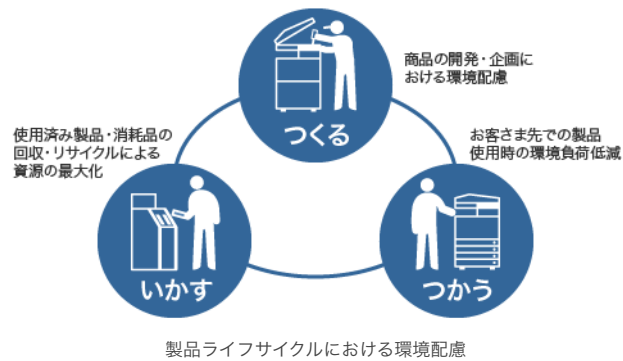 つくる
商品の開発・企画に
おける環境配慮
使用済み製品・消耗品の
回収・リサイクルによる
資源の最大化
お客さま先での製品
使用時の環境負荷低減
いかす
つかう
製品ライフサイクルにおける環境配慮